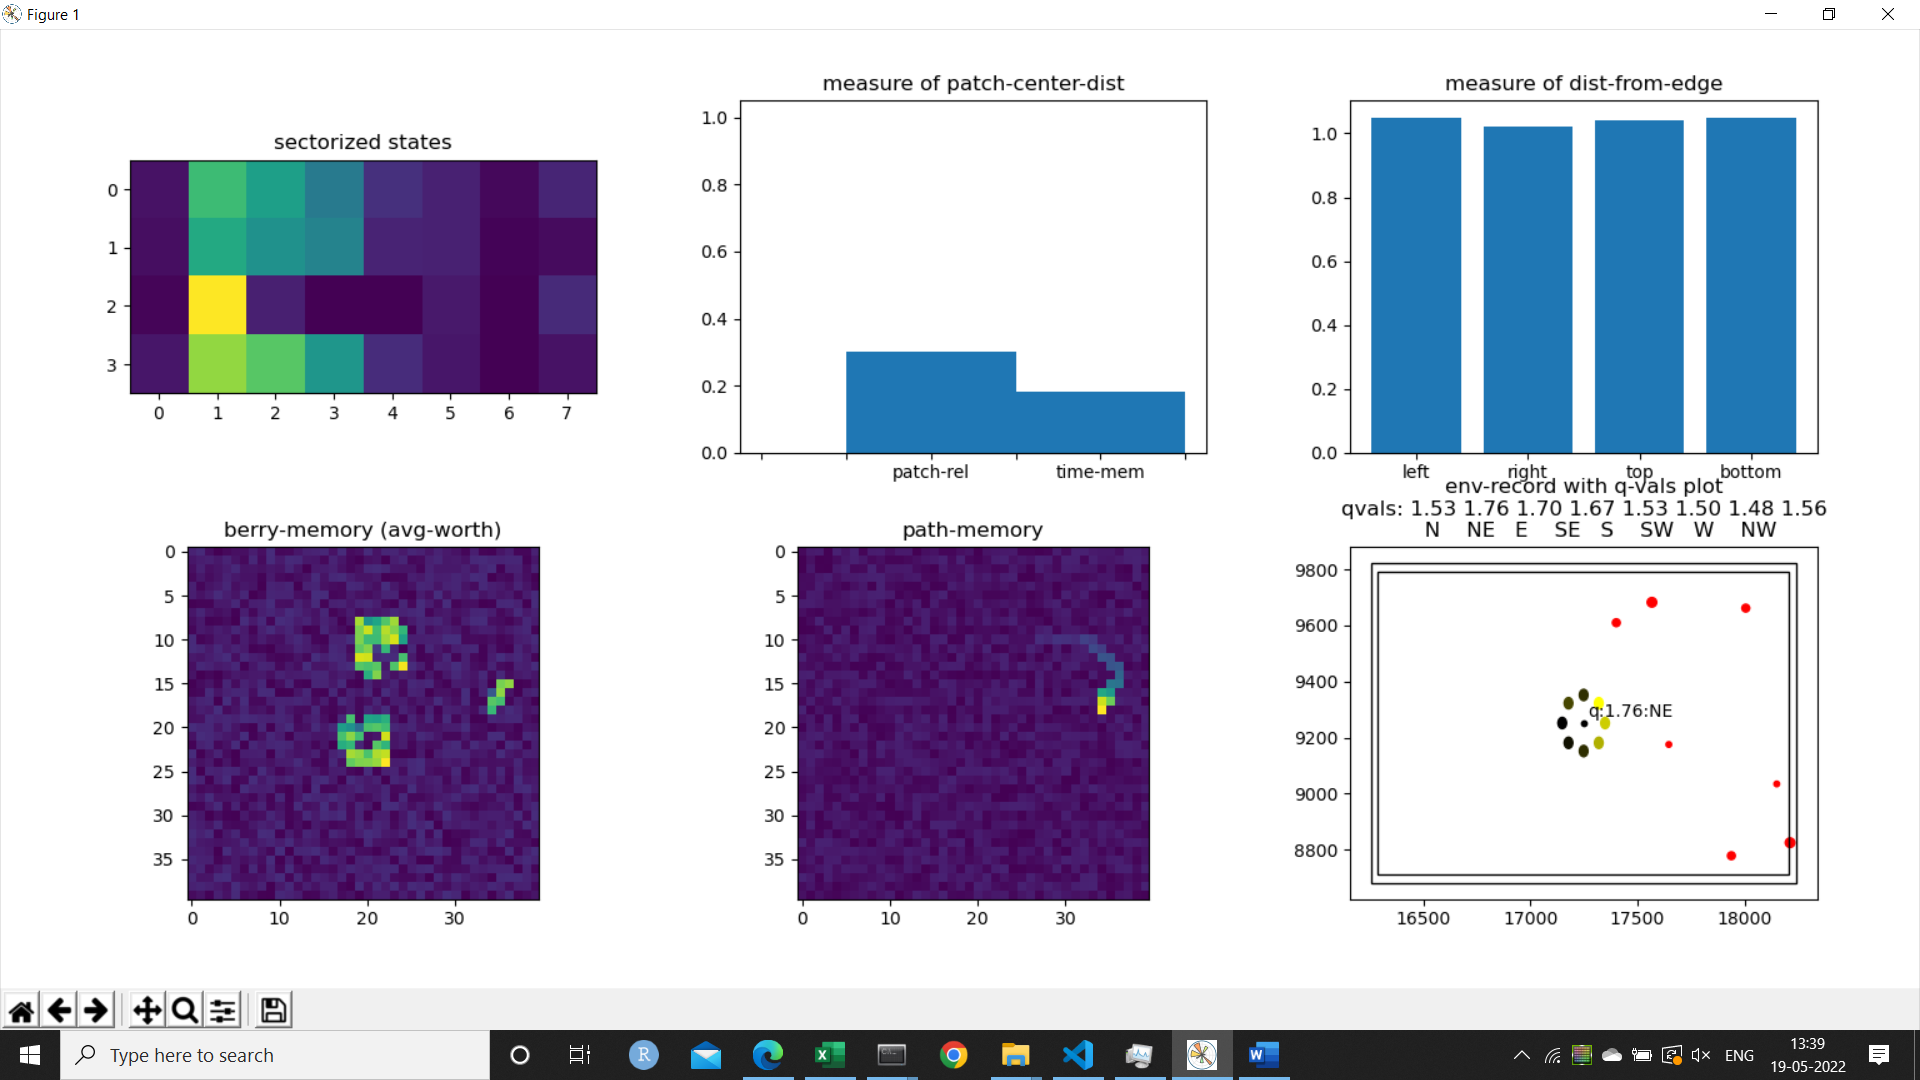 Figure 1
sectorized states
0
1
2
3
0 1 2 3 4 5 6 7
measure of patch-center-dist
1.0
0.8
0.6
0.4
0.2
0.0
patch-rel time-mem
measure of dist-from-edge
1.0
0.8
0.6
0.4
0.2
0.0
left right top bottom
berry-memory (avg-worth)
0
5
10
15
20
25
30
35
0 10 20 30
path-memory
0
5
10
15
20
25
30
35
0 10 20 30
env-record with q-vals plot
qvals: 1.53 1.76 1.70 1.67 1.53 1.50 1.48 1.56
N NE E SE S SW W NW
9800
9600
9400
9200
9000
8800
q:1.76:NE
16500 17000 17500 18000
Type here to search
R
ENG
13:39
19-05-2022